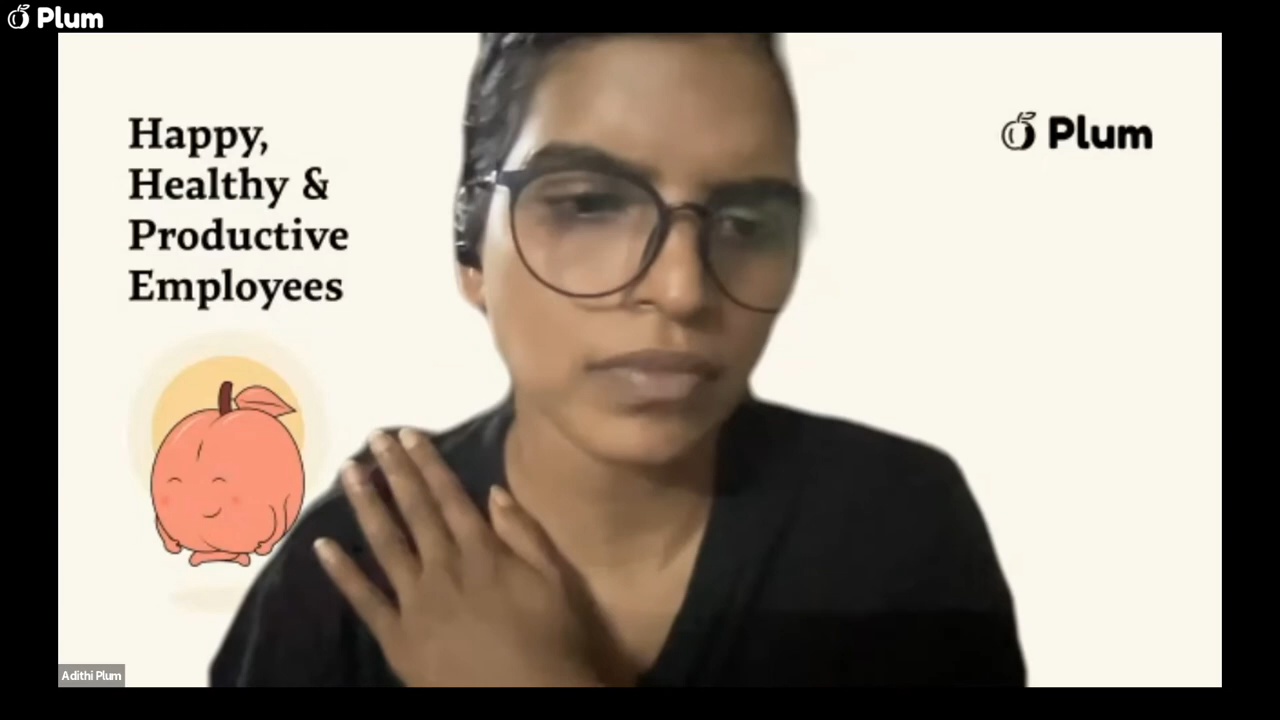 Plum
Happy,
Healthy &
Productive
Employees
Plum
Adithi Plum